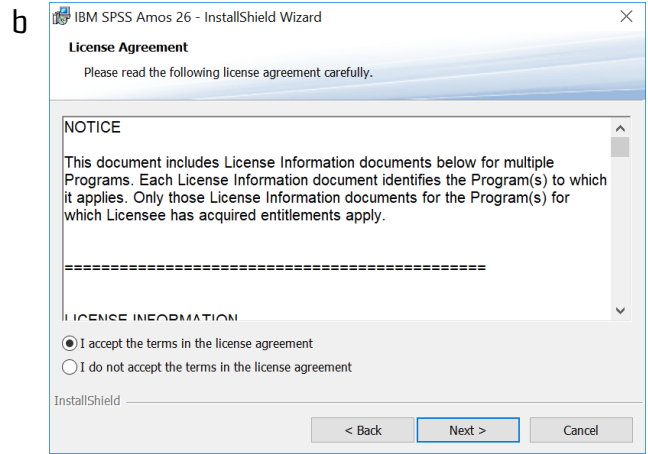 b
IBM SPSS Amos 26 - InstallShield Wizard
License Agreement
Please read the following license agreement carefully.
NOTICE
This document includes License Information documents below for multiple
Programs. Each License Information document identifies the Program(s) to which
it applies. Only those License Information documents for the Program(s) for
which Licensee has acquired entitlements apply.
==============================================
LICENSE INFORMATION
I accept the terms in the license agreement
I do not accept the terms in the license agreement
InstallShield
< Back Next > Cancel